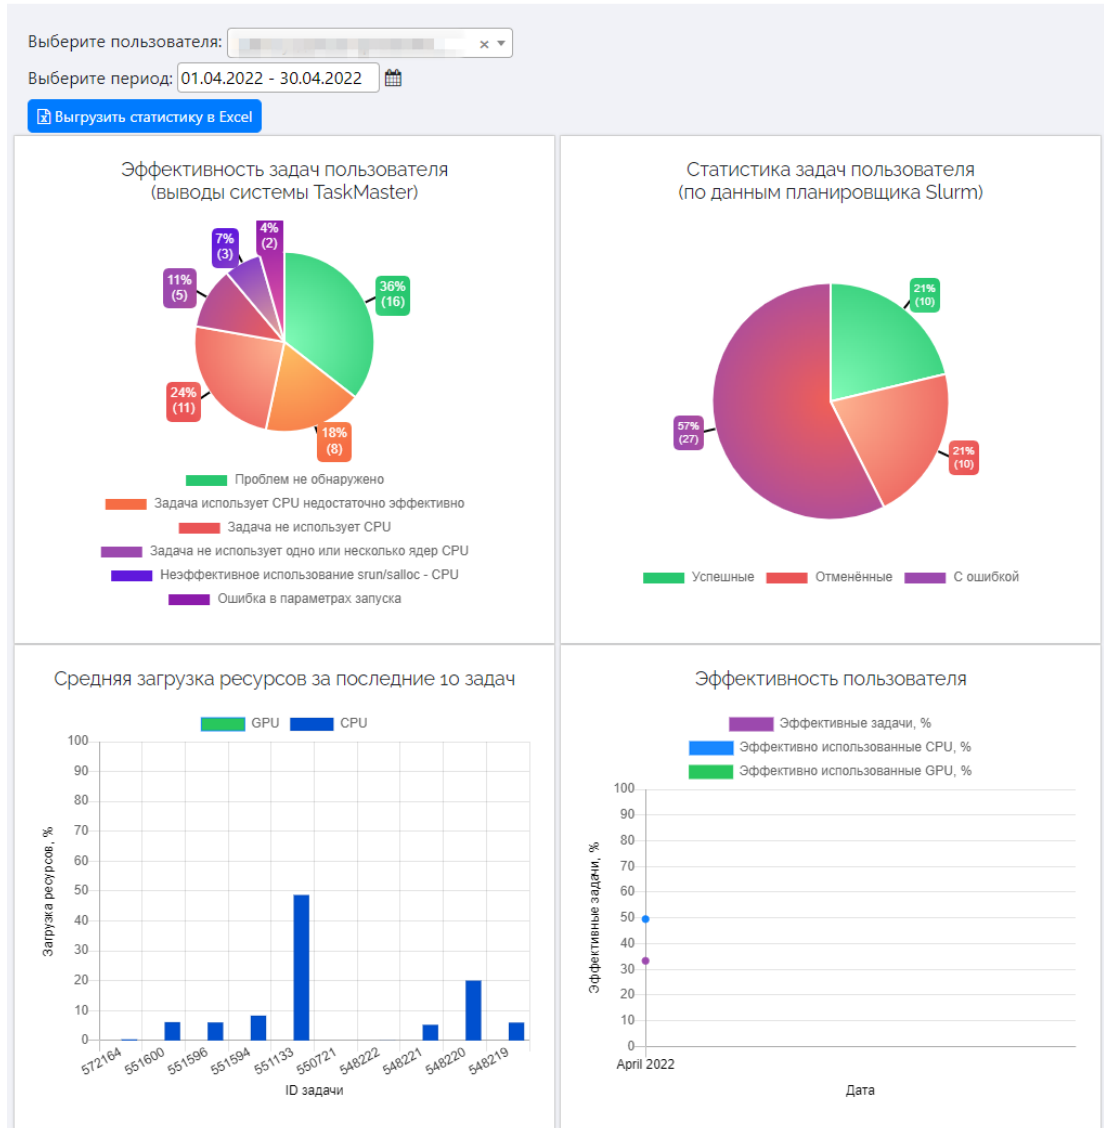 Выберите пользователя:
× ▾
Выберите период: 01.04.2022 - 30.04.2022
Выгрузить статистику в Excel
Эффективность задач пользователя
(выводы системы TaskMaster)
4%
(2)
7%
(3)
11%
(5)
36%
(16)
24%
(11)
18%
(8)
Проблем не обнаружено
Задача использует CPU недостаточно эффективно
Задача не использует CPU
Задача не использует одно или несколько ядер CPU
Неэффективное использование srun/salloc - CPU
Ошибка в параметрах запуска
Статистика задач пользователя
(по данным планировщика Slurm)
21%
(10)
57%
(27)
21%
(10)
Успешные Отменённые С ошибкой
Средняя загрузка ресурсов за последние 10 задач
GPU CPU
100
90
80
70
60
50
40
30
20
10
0
Загрузка ресурсов, %
572164 551600 551596 551594 551133 550721 548222 548221 548220 548219
ID задачи
Эффективность пользователя
Эффективные задачи, %
Эффективно использованные CPU, %
Эффективно использованные GPU, %
100
90
80
70
60
50
40
30
20
10
0
Эффективные задачи, %
April 2022
Дата